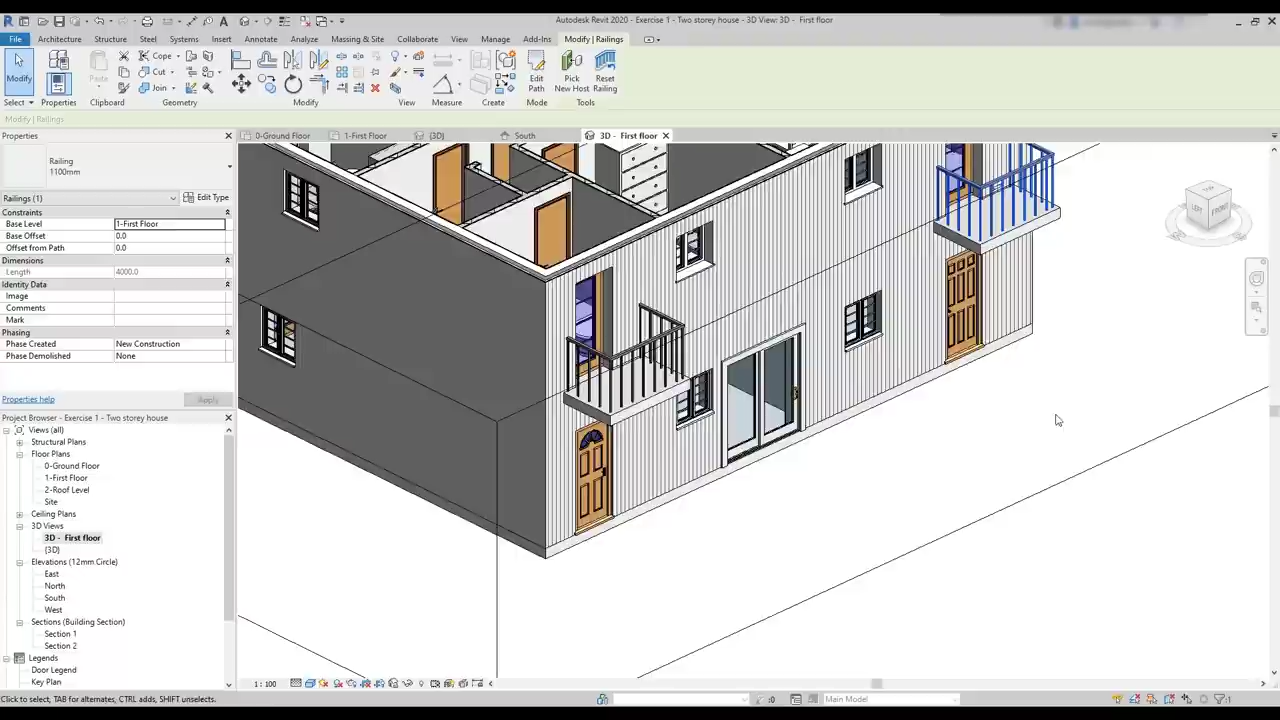 Autodesk Revit 2020 - Exercise 1 - Two storey house - 3D View: 3D - First floor
File Architecture Structure Steel Systems Insert Annotate Analyze Massing & Site Collaborate View Manage Add-Ins Modify | Railings
Modify Paste Cope Cut Join Edit Path Pick New Host Reset Railing
Select Properties Clipboard Geometry Modify View Measure Create Mode Tools
Modify | Railings
Properties
0-Ground Floor 1-First Floor {3D} South 3D - First floor
Railing
1100mm
Railings (1) Edit Type
Constraints
Base Level 1-First Floor
Base Offset 0.0
Offset from Path 0.0
Dimensions
Length 4000.0
Identity Data
Image
Comments
Mark
Phasing
Phase Created New Construction
Phase Demolished None
Properties help Apply
Project Browser - Exercise 1 - Two storey house
Views (all)
Structural Plans
Floor Plans
0-Ground Floor
1-First Floor
2-Roof Level
Site
Ceiling Plans
3D Views
3D - First floor
{3D}
Elevations (12mm Circle)
East
North
South
West
Sections (Building Section)
Section 1
Section 2
Legends
Door Legend
Key Plan
TOP
LEFT FRONT
1 : 100
Click to select, TAB for alternates, CTRL adds, SHIFT unselects.
:0
Main Model
:1